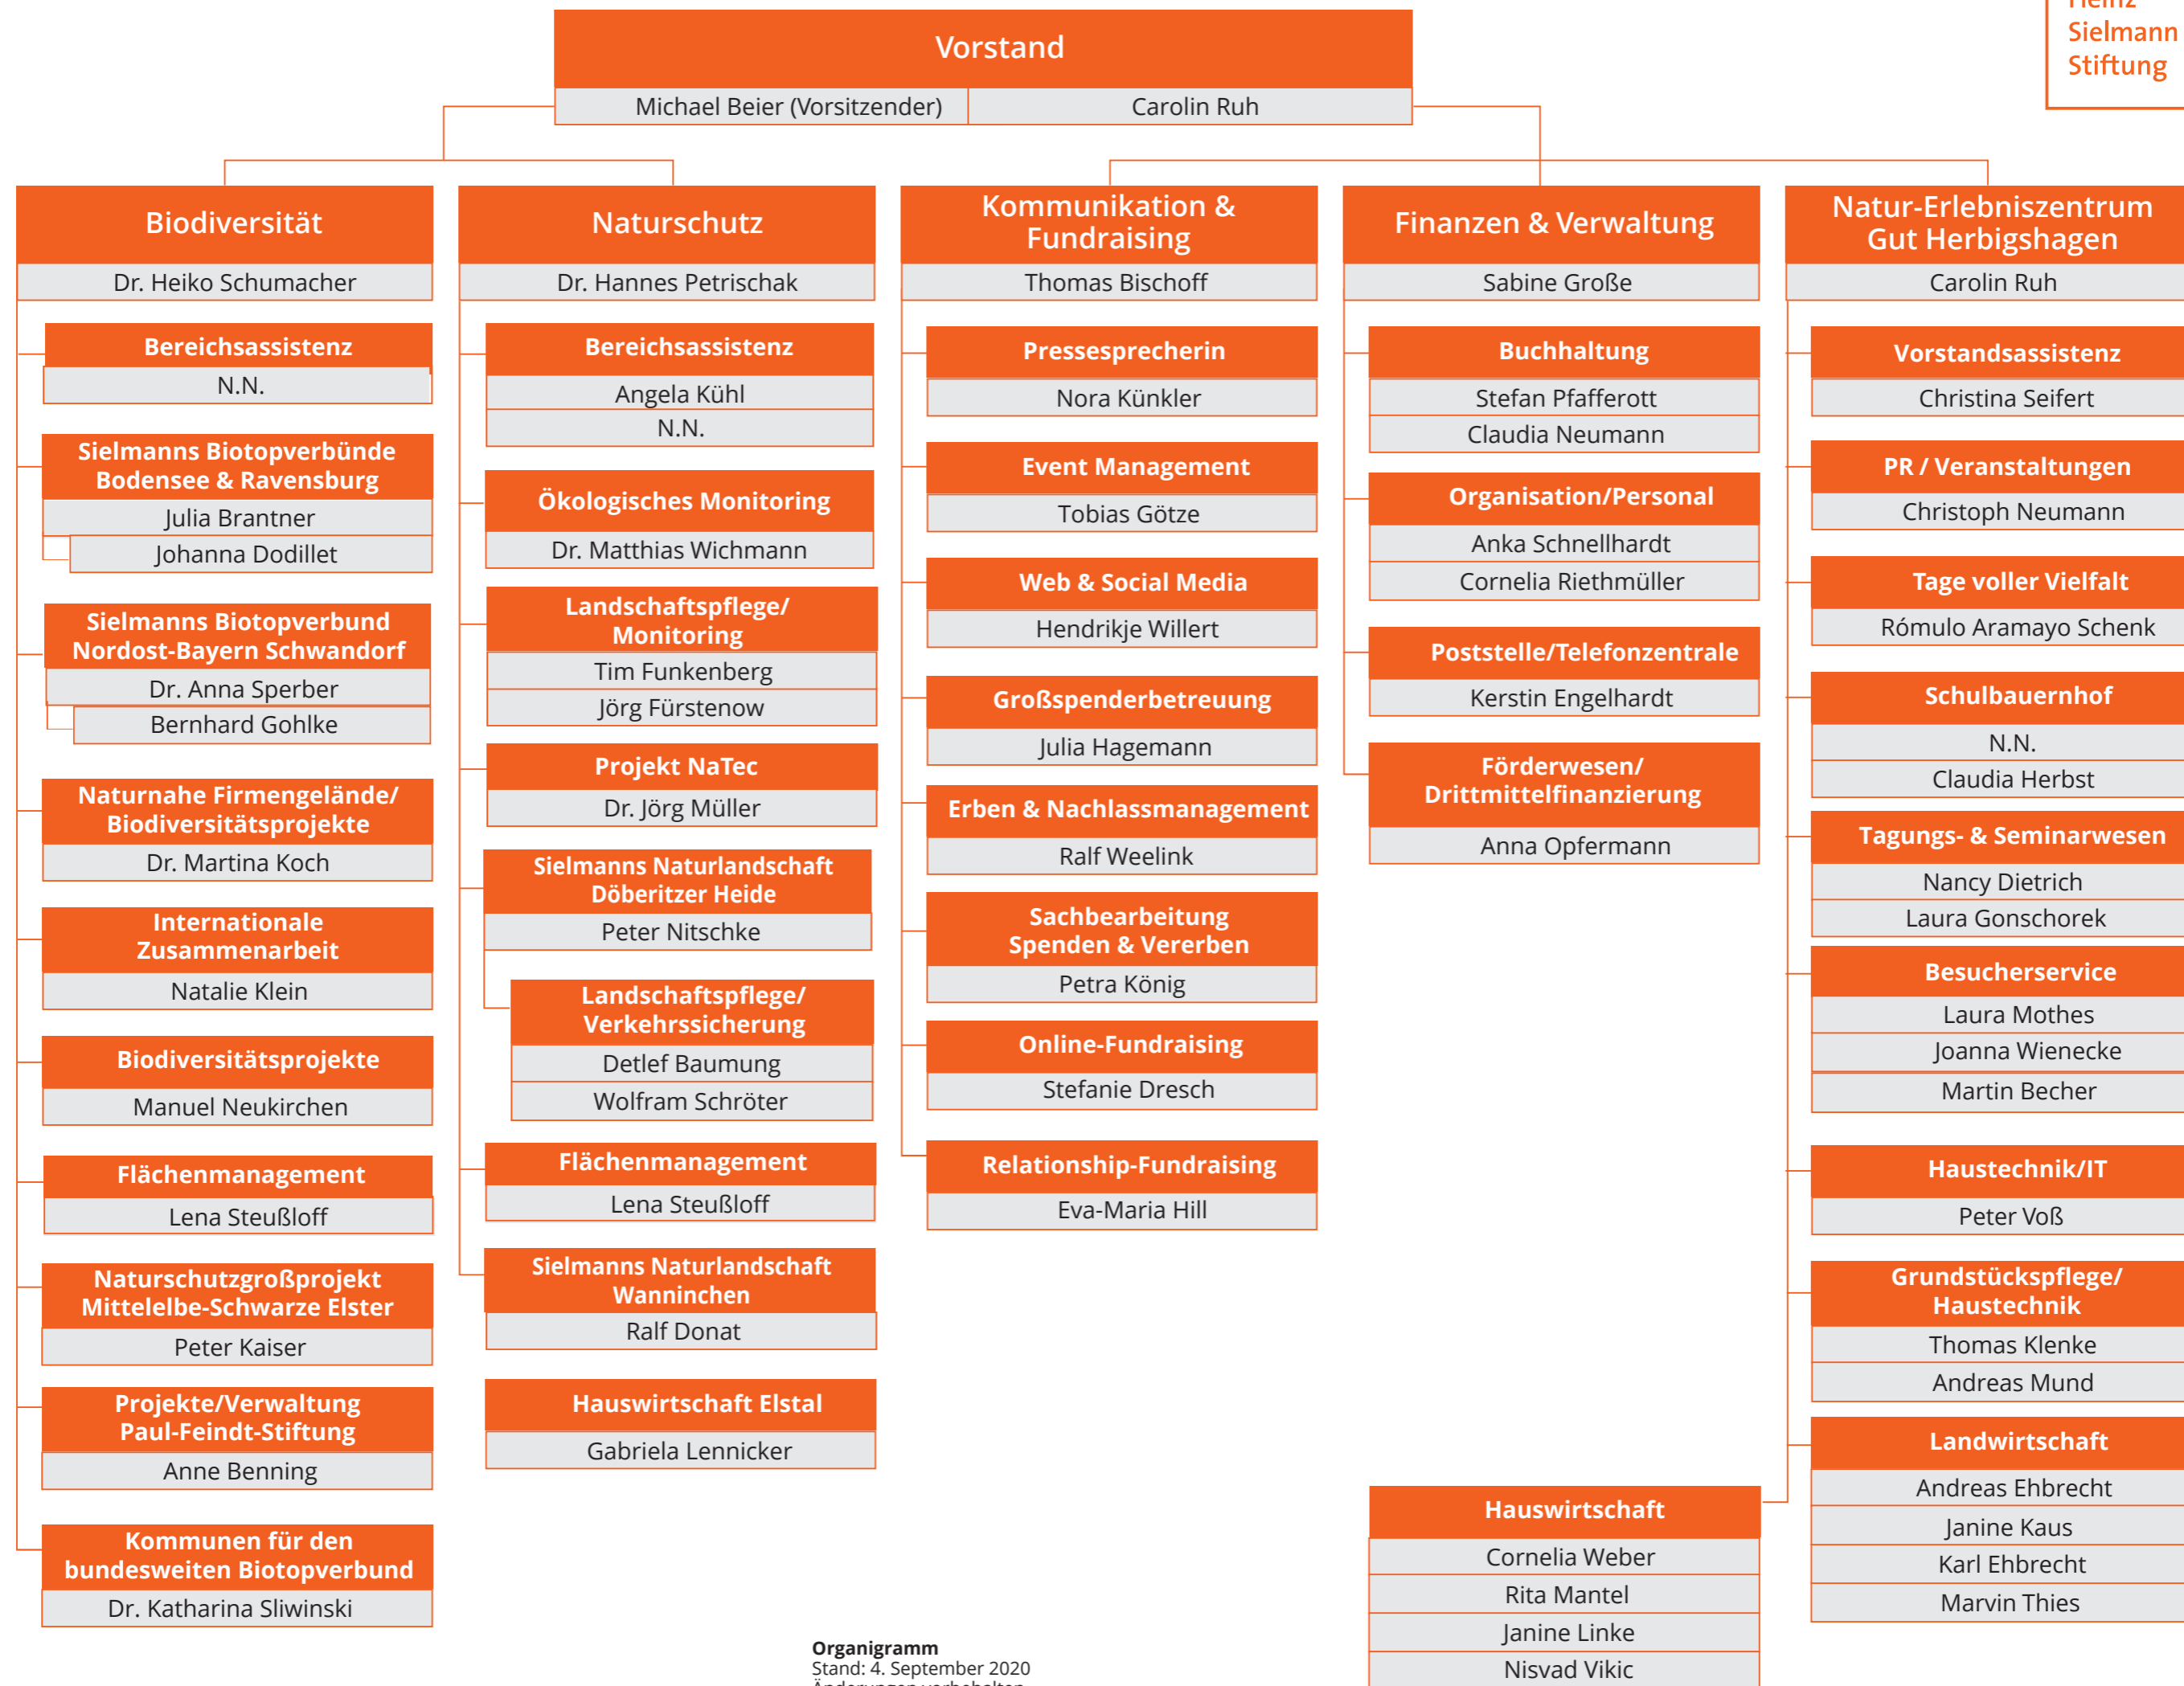 Heinz
Sielmann
Stiftung
Vorstand
Michael Beier (Vorsitzender)
Carolin Ruh
Biodiversität
Dr. Heiko Schumacher
Bereichsassistenz
N.N.
Sielmanns Biotopverbünde
Bodensee & Ravensburg
Julia Brantner
Johanna Dodillet
Sielmanns Biotopverbund
Nordost-Bayern Schwandorf
Dr. Anna Sperber
Bernhard Gohlke
Naturnahe Firmengelände/
Biodiversitätsprojekte
Dr. Martina Koch
Internationale
Zusammenarbeit
Natalie Klein
Biodiversitätsprojekte
Manuel Neukirchen
Flächenmanagement
Lena Steußloff
Naturschutzgroßprojekt
Mittelelbe-Schwarze Elster
Peter Kaiser
Projekte/Verwaltung
Paul-Feindt-Stiftung
Anne Benning
Kommunen für den
bundesweiten Biotopverbund
Dr. Katharina Sliwinski
Naturschutz
Dr. Hannes Petrischak
Bereichsassistenz
Angela Kühl
N.N.
Ökologisches Monitoring
Dr. Matthias Wichmann
Landschaftspflege/
Monitoring
Tim Funkenberg
Jörg Fürstenow
Projekt NaTec
Dr. Jörg Müller
Sielmanns Naturlandschaft
Döberitzer Heide
Peter Nitschke
Landschaftspflege/
Verkehrssicherung
Detlef Baumung
Wolfram Schröter
Flächenmanagement
Lena Steußloff
Sielmanns Naturlandschaft
Wanninchen
Ralf Donat
Hauswirtschaft Elstal
Gabriela Lennicker
Kommunikation &
Fundraising
Thomas Bischoff
Pressesprecherin
Nora Künkler
Event Management
Tobias Götze
Web & Social Media
Hendrikje Willert
Großspenderbetreuung
Julia Hagemann
Erben & Nachlassmanagement
Ralf Weelink
Sachbearbeitung
Spenden & Vererben
Petra König
Online-Fundraising
Stefanie Dresch
Relationship-Fundraising
Eva-Maria Hill
Finanzen & Verwaltung
Sabine Große
Buchhaltung
Stefan Pfafferott
Claudia Neumann
Organisation/Personal
Anka Schnellhardt
Cornelia Riethmüller
Poststelle/Telefonzentrale
Kerstin Engelhardt
Förderwesen/
Drittmittelfinanzierung
Anna Opfermann
Natur-Erlebniszentrum
Gut Herbigshagen
Carolin Ruh
Vorstandsassistenz
Christina Seifert
PR / Veranstaltungen
Christoph Neumann
Tage voller Vielfalt
Rómulo Aramayo Schenk
Schulbauernhof
N.N.
Claudia Herbst
Tagungs- & Seminarwesen
Nancy Dietrich
Laura Gonschorek
Besucherservice
Laura Mothes
Joanna Wienecke
Martin Becher
Haustechnik/IT
Peter Voß
Grundstückspflege/
Haustechnik
Thomas Klenke
Andreas Mund
Landwirtschaft
Andreas Ehbrecht
Janine Kaus
Karl Ehbrecht
Marvin Thies
Hauswirtschaft
Cornelia Weber
Rita Mantel
Janine Linke
Nisvad Vikic
Organigramm
Stand: 4. September 2020
Änderungen vorbehalten